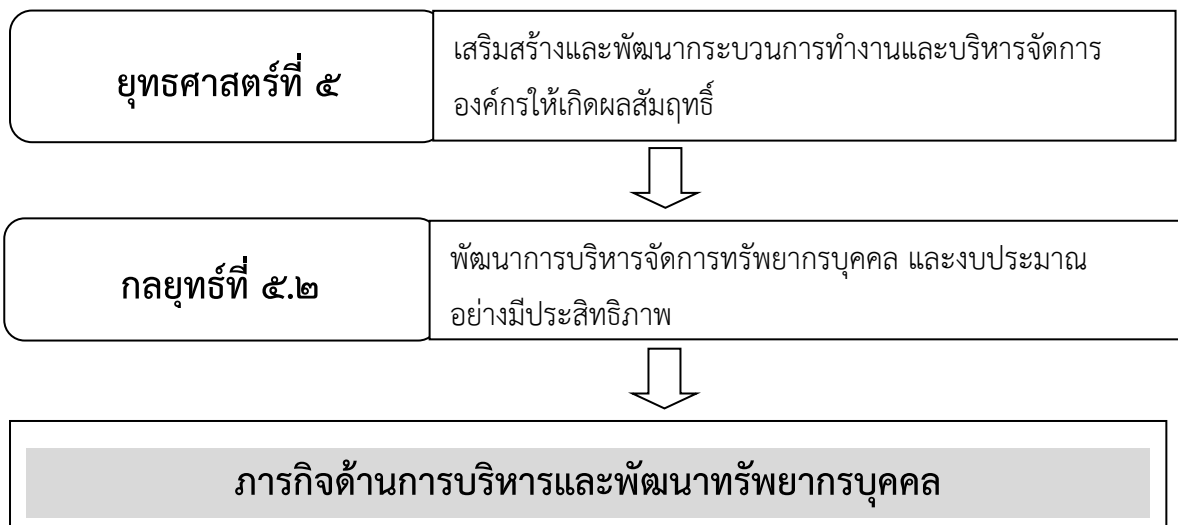 ยุทธศาสตร์ที่ ๕
เสริมสร้างและพัฒนากระบวนการทำงานและบริหารจัดการ
องค์กรให้เกิดผลสัมฤทธิ์
กลยุทธ์ที่ ๕.๒
พัฒนาการบริหารจัดการทรัพยากรบุคคล และงบประมาณ
อย่างมีประสิทธิภาพ
ภารกิจด้านการบริหารและพัฒนาทรัพยากรบุคคล